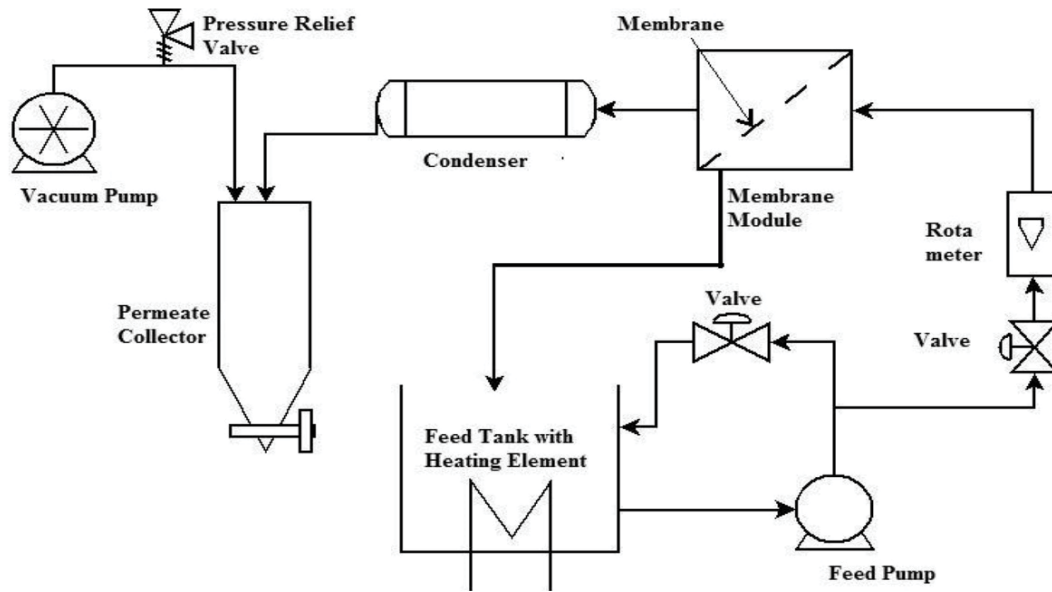 Pressure Relief
Valve
Membrane
Condenser
Vacuum Pump
Membrane
Module
Rota
meter
Permeate
Collector
Valve
Valve
Feed Tank with
Heating Element
Feed Pump